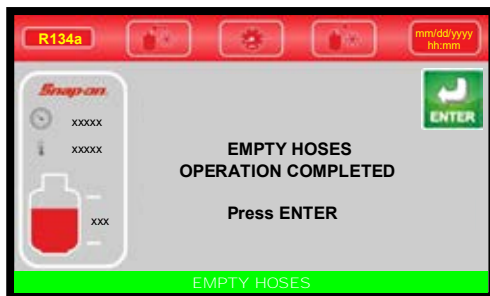 R134a
mm/dd/yyyy
hh:mm
Snap-on
xxxxx
xxxxx
xxx
ENTER
EMPTY HOSES
OPERATION COMPLETED
Press ENTER
EMPTY HOSES